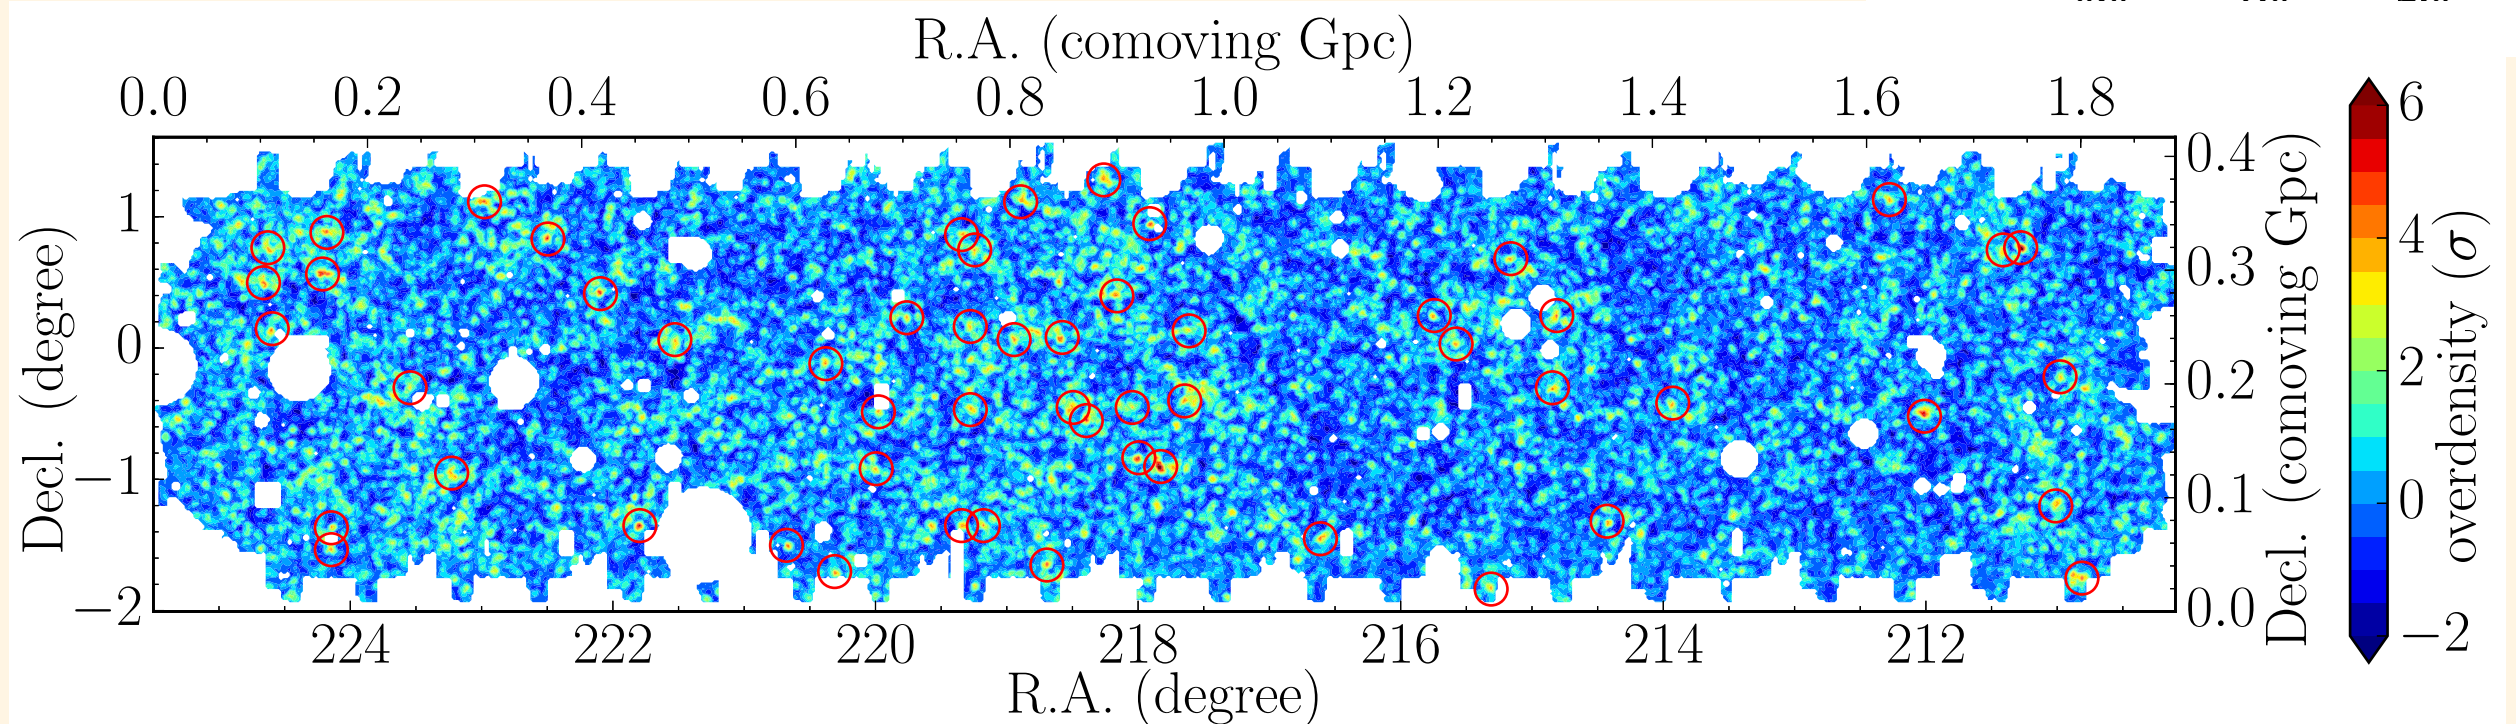 R.A. (comoving Gpc)
0.0 0.2 0.4 0.6 0.8 1.0 1.2 1.4 1.6 1.8
1
0
−1
−2
Decl. (degree)
0.4
0.3
0.2
0.1
0.0
Decl. (comoving Gpc)
6
4
2
0
−2
overdensity (σ)
224 222 220 218 216 214 212
R.A. (degree)